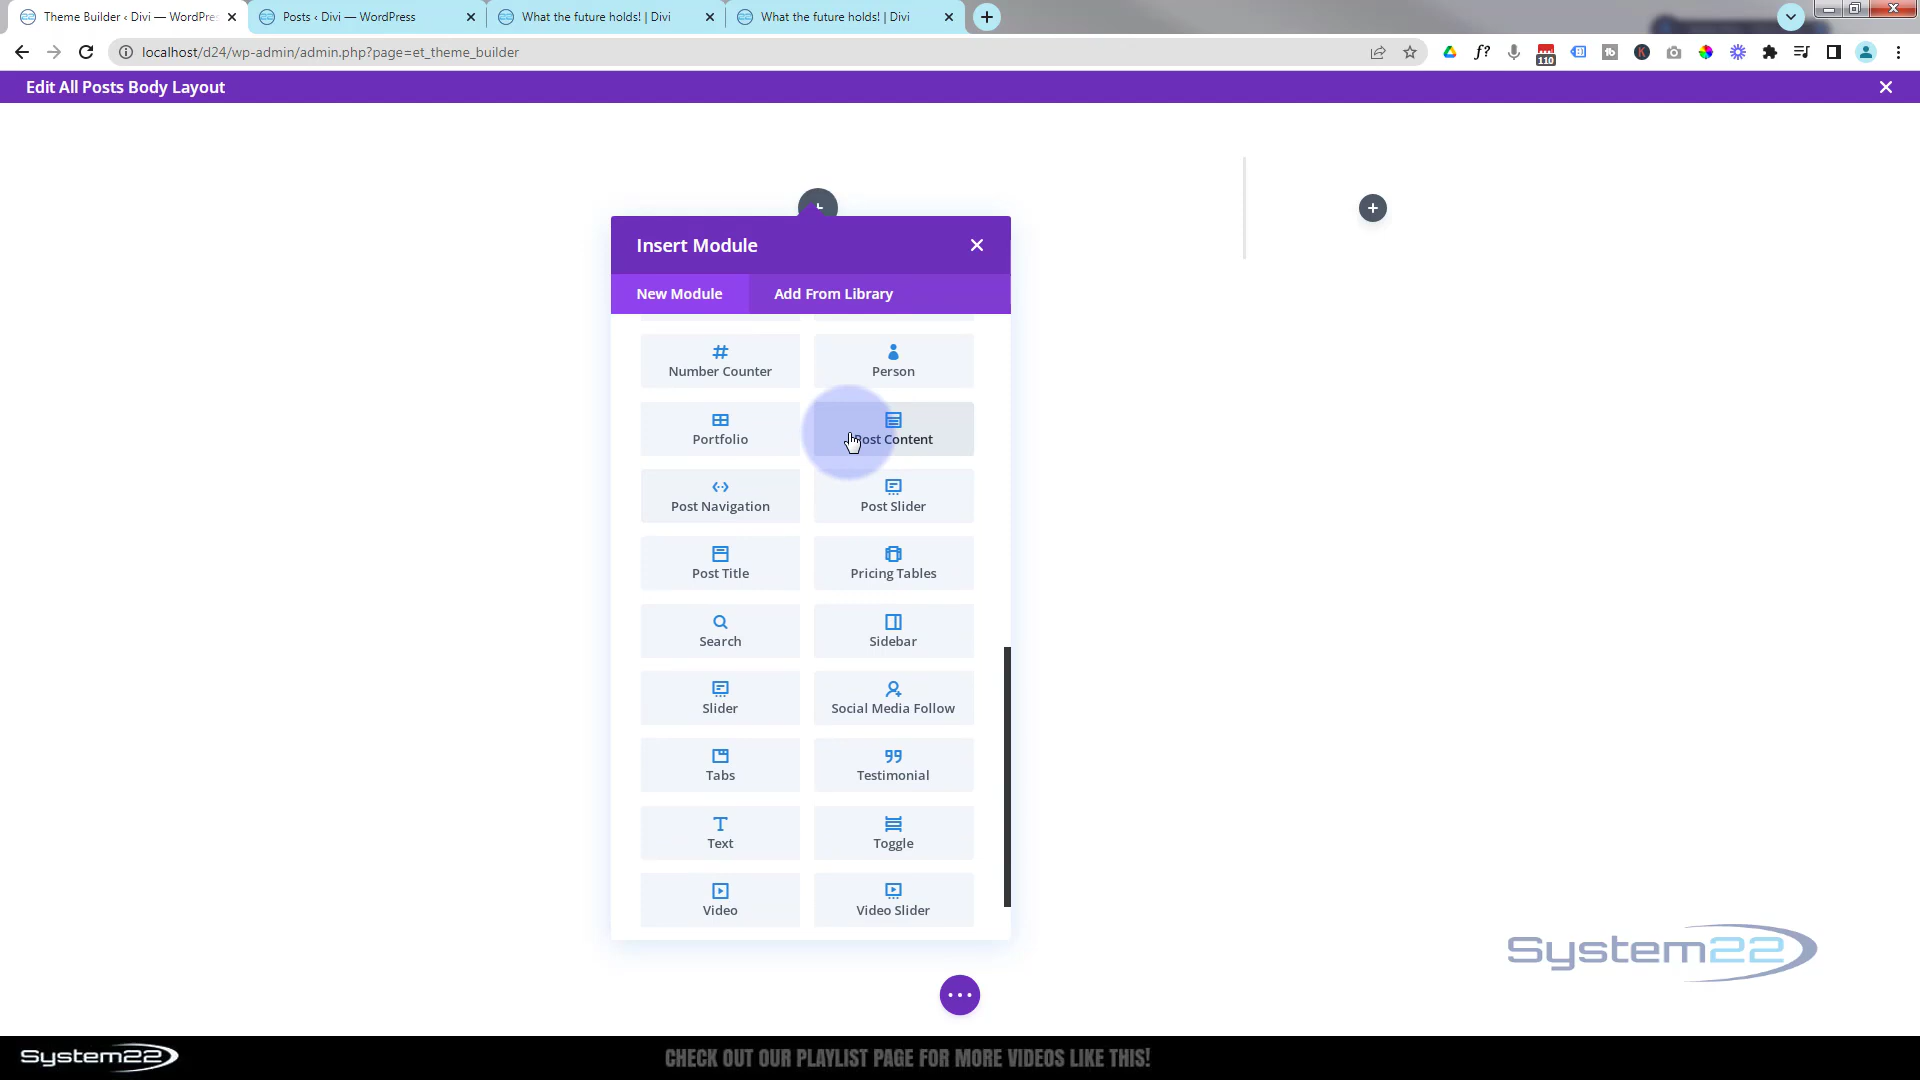 Theme Builder ‹ Divi — WordPres
Posts ‹ Divi — WordPress
What the future holds! | Divi
What the future holds! | Divi
localhost/d24/wp-admin/admin.php?page=et_theme_builder
f?
110
Edit All Posts Body Layout
Insert Module
New Module
Add From Library
Number Counter
Person
Portfolio
Post Content
Post Navigation
Post Slider
Post Title
Pricing Tables
Search
Sidebar
Slider
Social Media Follow
Tabs
Testimonial
Text
Toggle
Video
Video Slider
System22
System22
CHECK OUT OUR PLAYLIST PAGE FOR MORE VIDEOS LIKE THIS!